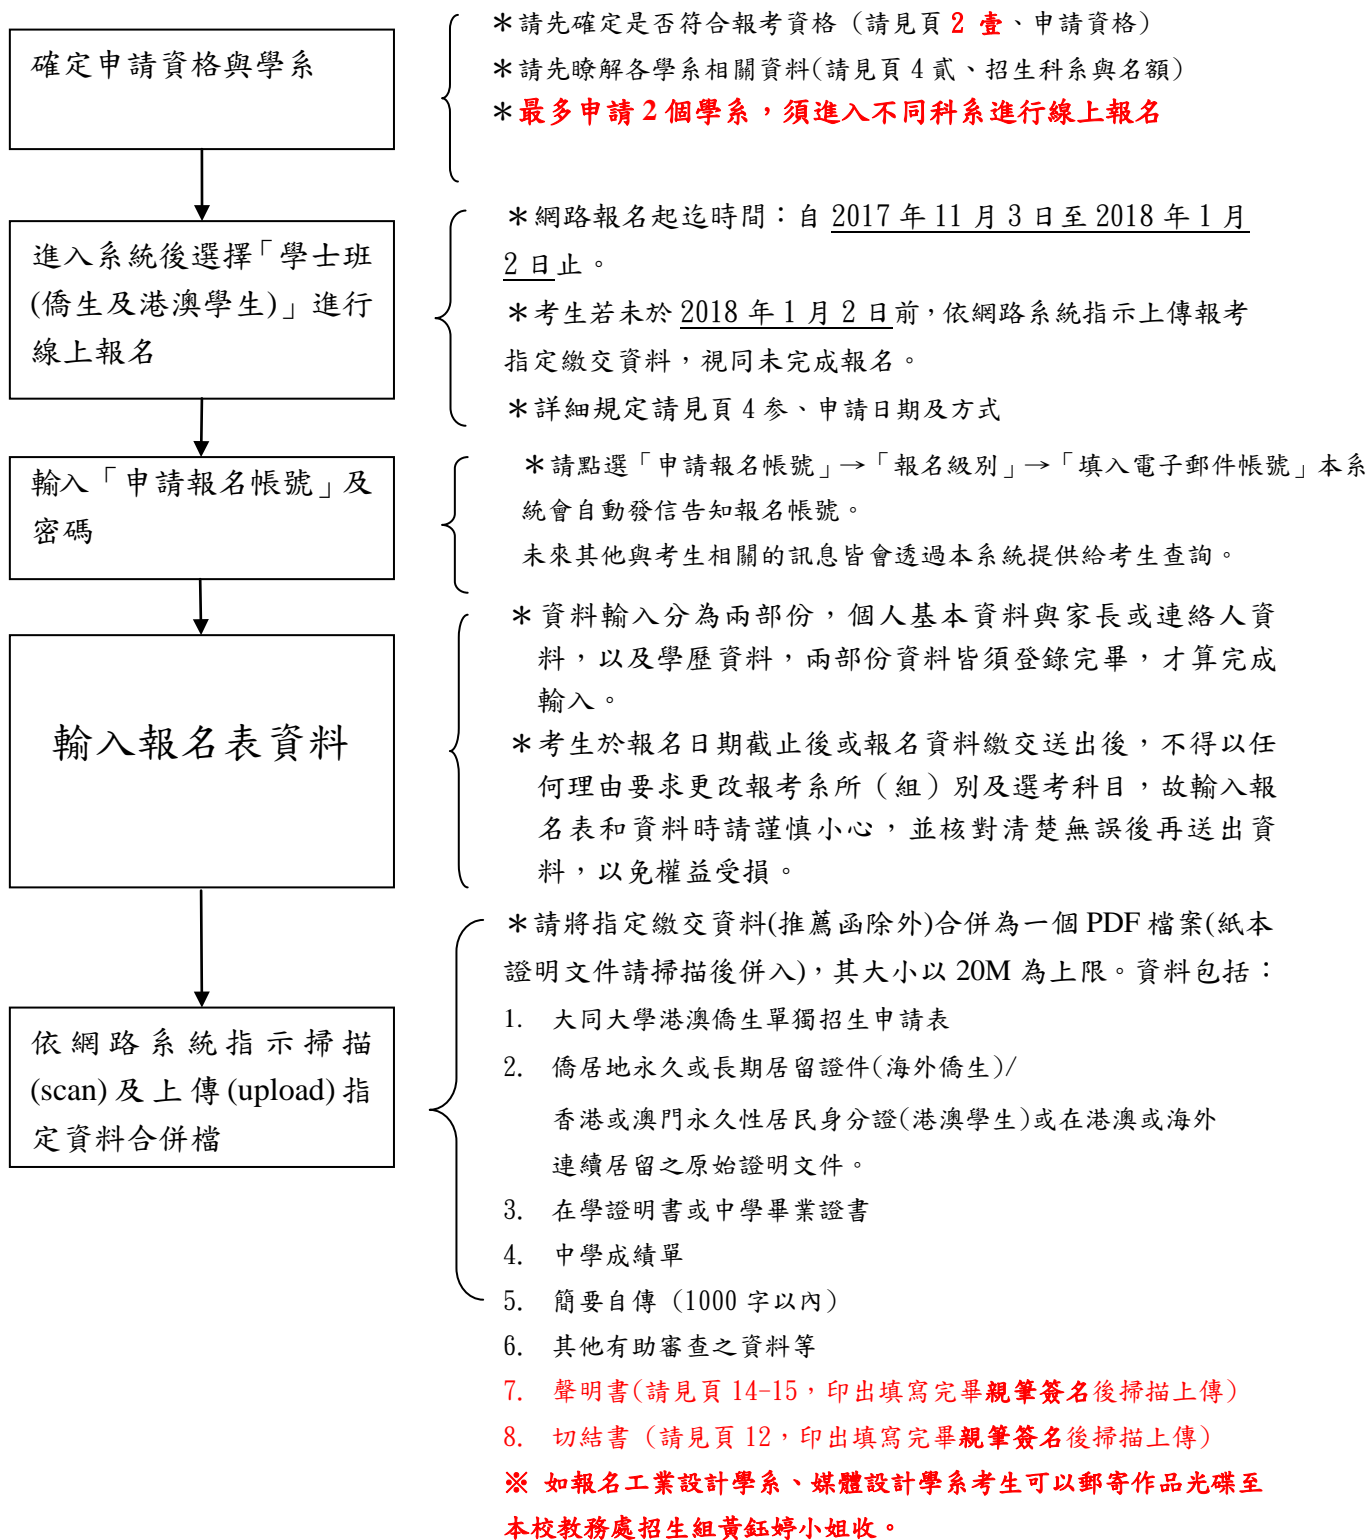 確定申請資格與學系
＊請先確定是否符合報考資格（請見頁 2 壹、申請資格）
＊請先瞭解各學系相關資料(請見頁 4 貳、招生科系與名額)
＊最多申請 2 個學系，須進入不同科系進行線上報名
進入系統後選擇「學士班
(僑生及港澳學生)」進行
線上報名
＊網路報名起迄時間：自 2017 年 11 月 3 日至 2018 年 1 月
2 日止。
＊考生若未於 2018 年 1 月 2 日前，依網路系統指示上傳報考
指定繳交資料，視同未完成報名。
＊詳細規定請見頁 4 参、申請日期及方式
輸入「申請報名帳號」及
密碼
＊請點選「申請報名帳號」→「報名級別」→「填入電子郵件帳號」本系
統會自動發信告知報名帳號。
未來其他與考生相關的訊息皆會透過本系統提供給考生查詢。
輸入報名表資料
＊資料輸入分為兩部份，個人基本資料與家長或連絡人資
料，以及學歷資料，兩部份資料皆須登錄完畢，才算完成
輸入。
＊考生於報名日期截止後或報名資料繳交送出後，不得以任
何理由要求更改報考系所（組）別及選考科目，故輸入報
名表和資料時請謹慎小心，並核對清楚無誤後再送出資
料，以免權益受損。
依網路系統指示掃描
(scan)及上傳(upload)指
定資料合併檔
＊請將指定繳交資料(推薦函除外)合併為一個 PDF 檔案(紙本
證明文件請掃描後併入)，其大小以 20M 為上限。資料包括：
1. 大同大學港澳僑生單獨招生申請表
2. 僑居地永久或長期居留證件(海外僑生)/
香港或澳門永久性居民身分證(港澳學生)或在港澳或海外
連續居留之原始證明文件。
3. 在學證明書或中學畢業證書
4. 中學成績單
5. 簡要自傳（1000 字以內）
6. 其他有助審查之資料等
7. 聲明書(請見頁 14-15，印出填寫完畢親筆簽名後掃描上傳)
8. 切結書（請見頁 12，印出填寫完畢親筆簽名後掃描上傳）
※ 如報名工業設計學系、媒體設計學系考生可以郵寄作品光碟至
本校教務處招生組黃鈺婷小姐收。